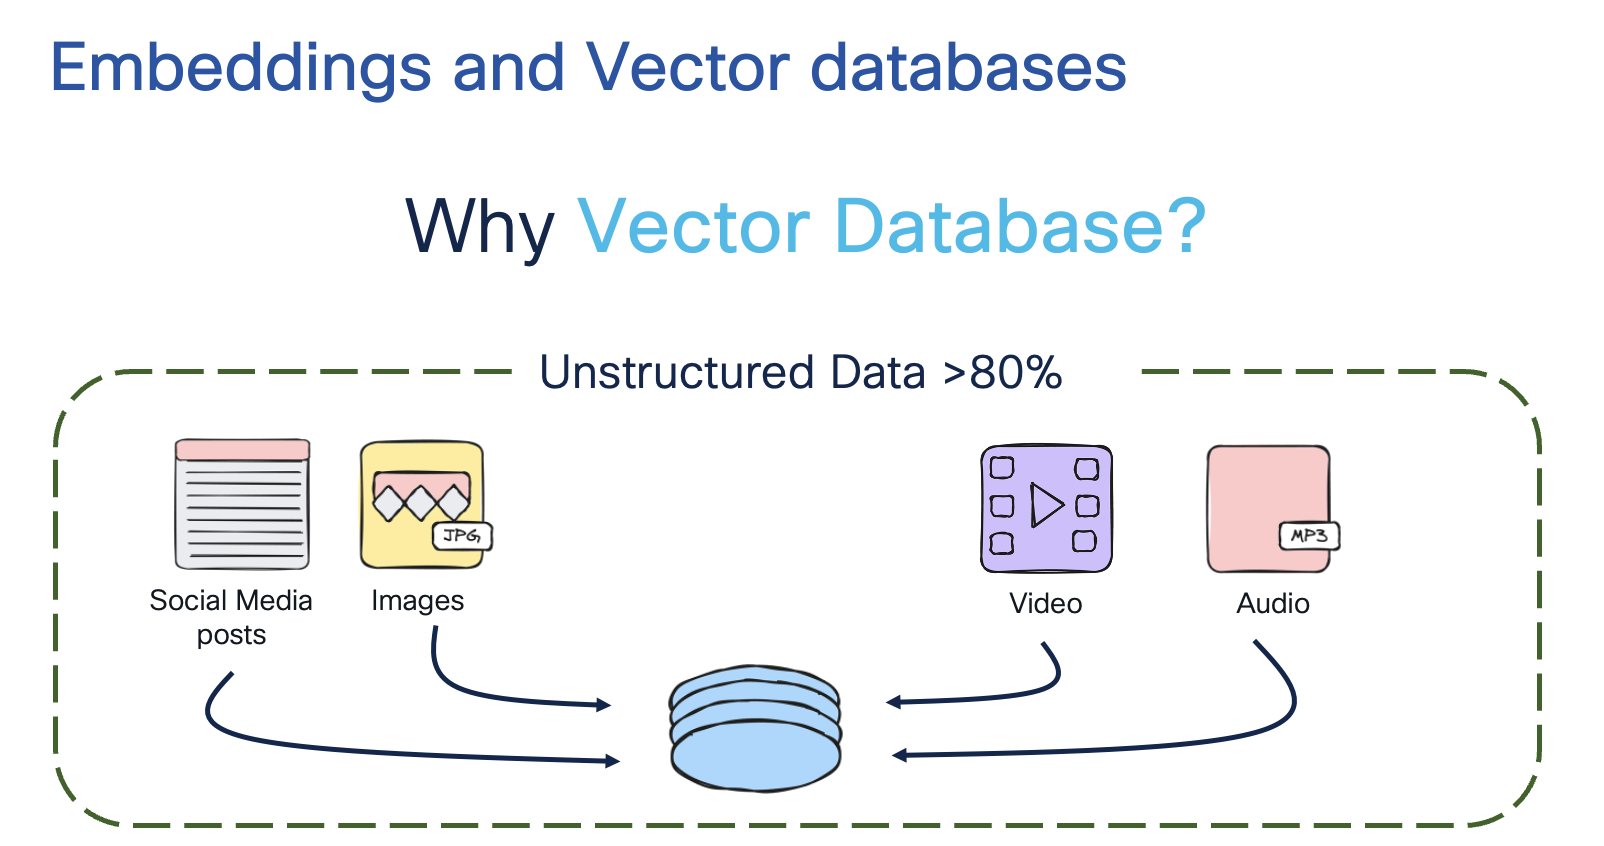 Embeddings and Vector databases
Why Vector Database?
Unstructured Data >80%
JPG
MP3
Social Media
posts
Images
Video
Audio